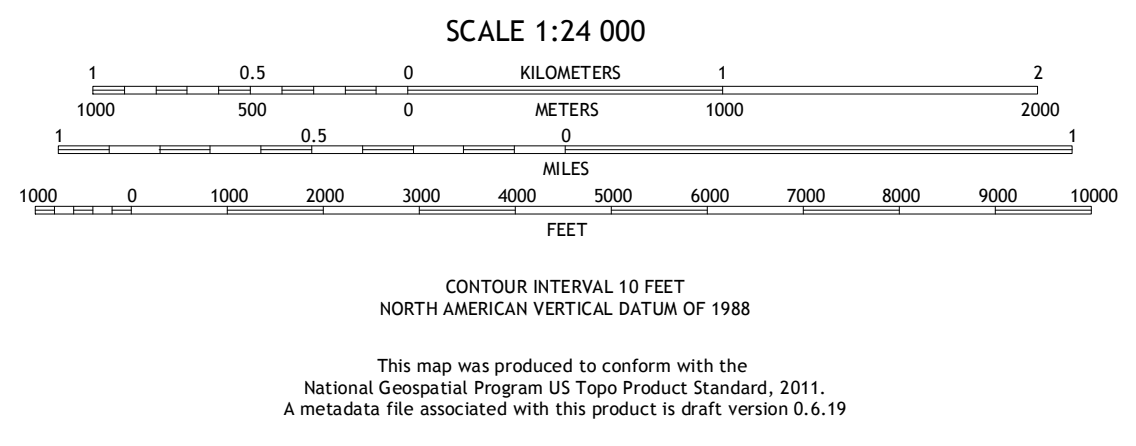 SCALE 1:24 000
1 0.5 0 KILOMETERS 1 2
1000 500 0 METERS 1000 2000
1 0.5 0 1
MILES
1000 0 1000 2000 3000 4000 5000 6000 7000 8000 9000 10000
FEET
CONTOUR INTERVAL 10 FEET
NORTH AMERICAN VERTICAL DATUM OF 1988
This map was produced to conform with the
National Geospatial Program US Topo Product Standard, 2011.
A metadata file associated with this product is draft version 0.6.19